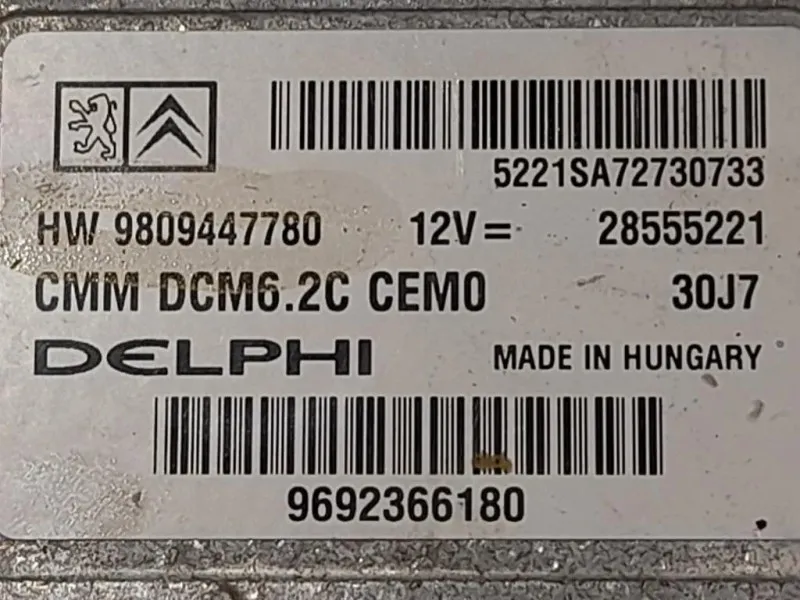 5221SA72730733
HW 9809447780 12V= 28555221
CMM DCM6.2C CEM0 30J7
DELPHI MADE IN HUNGARY
9692366180